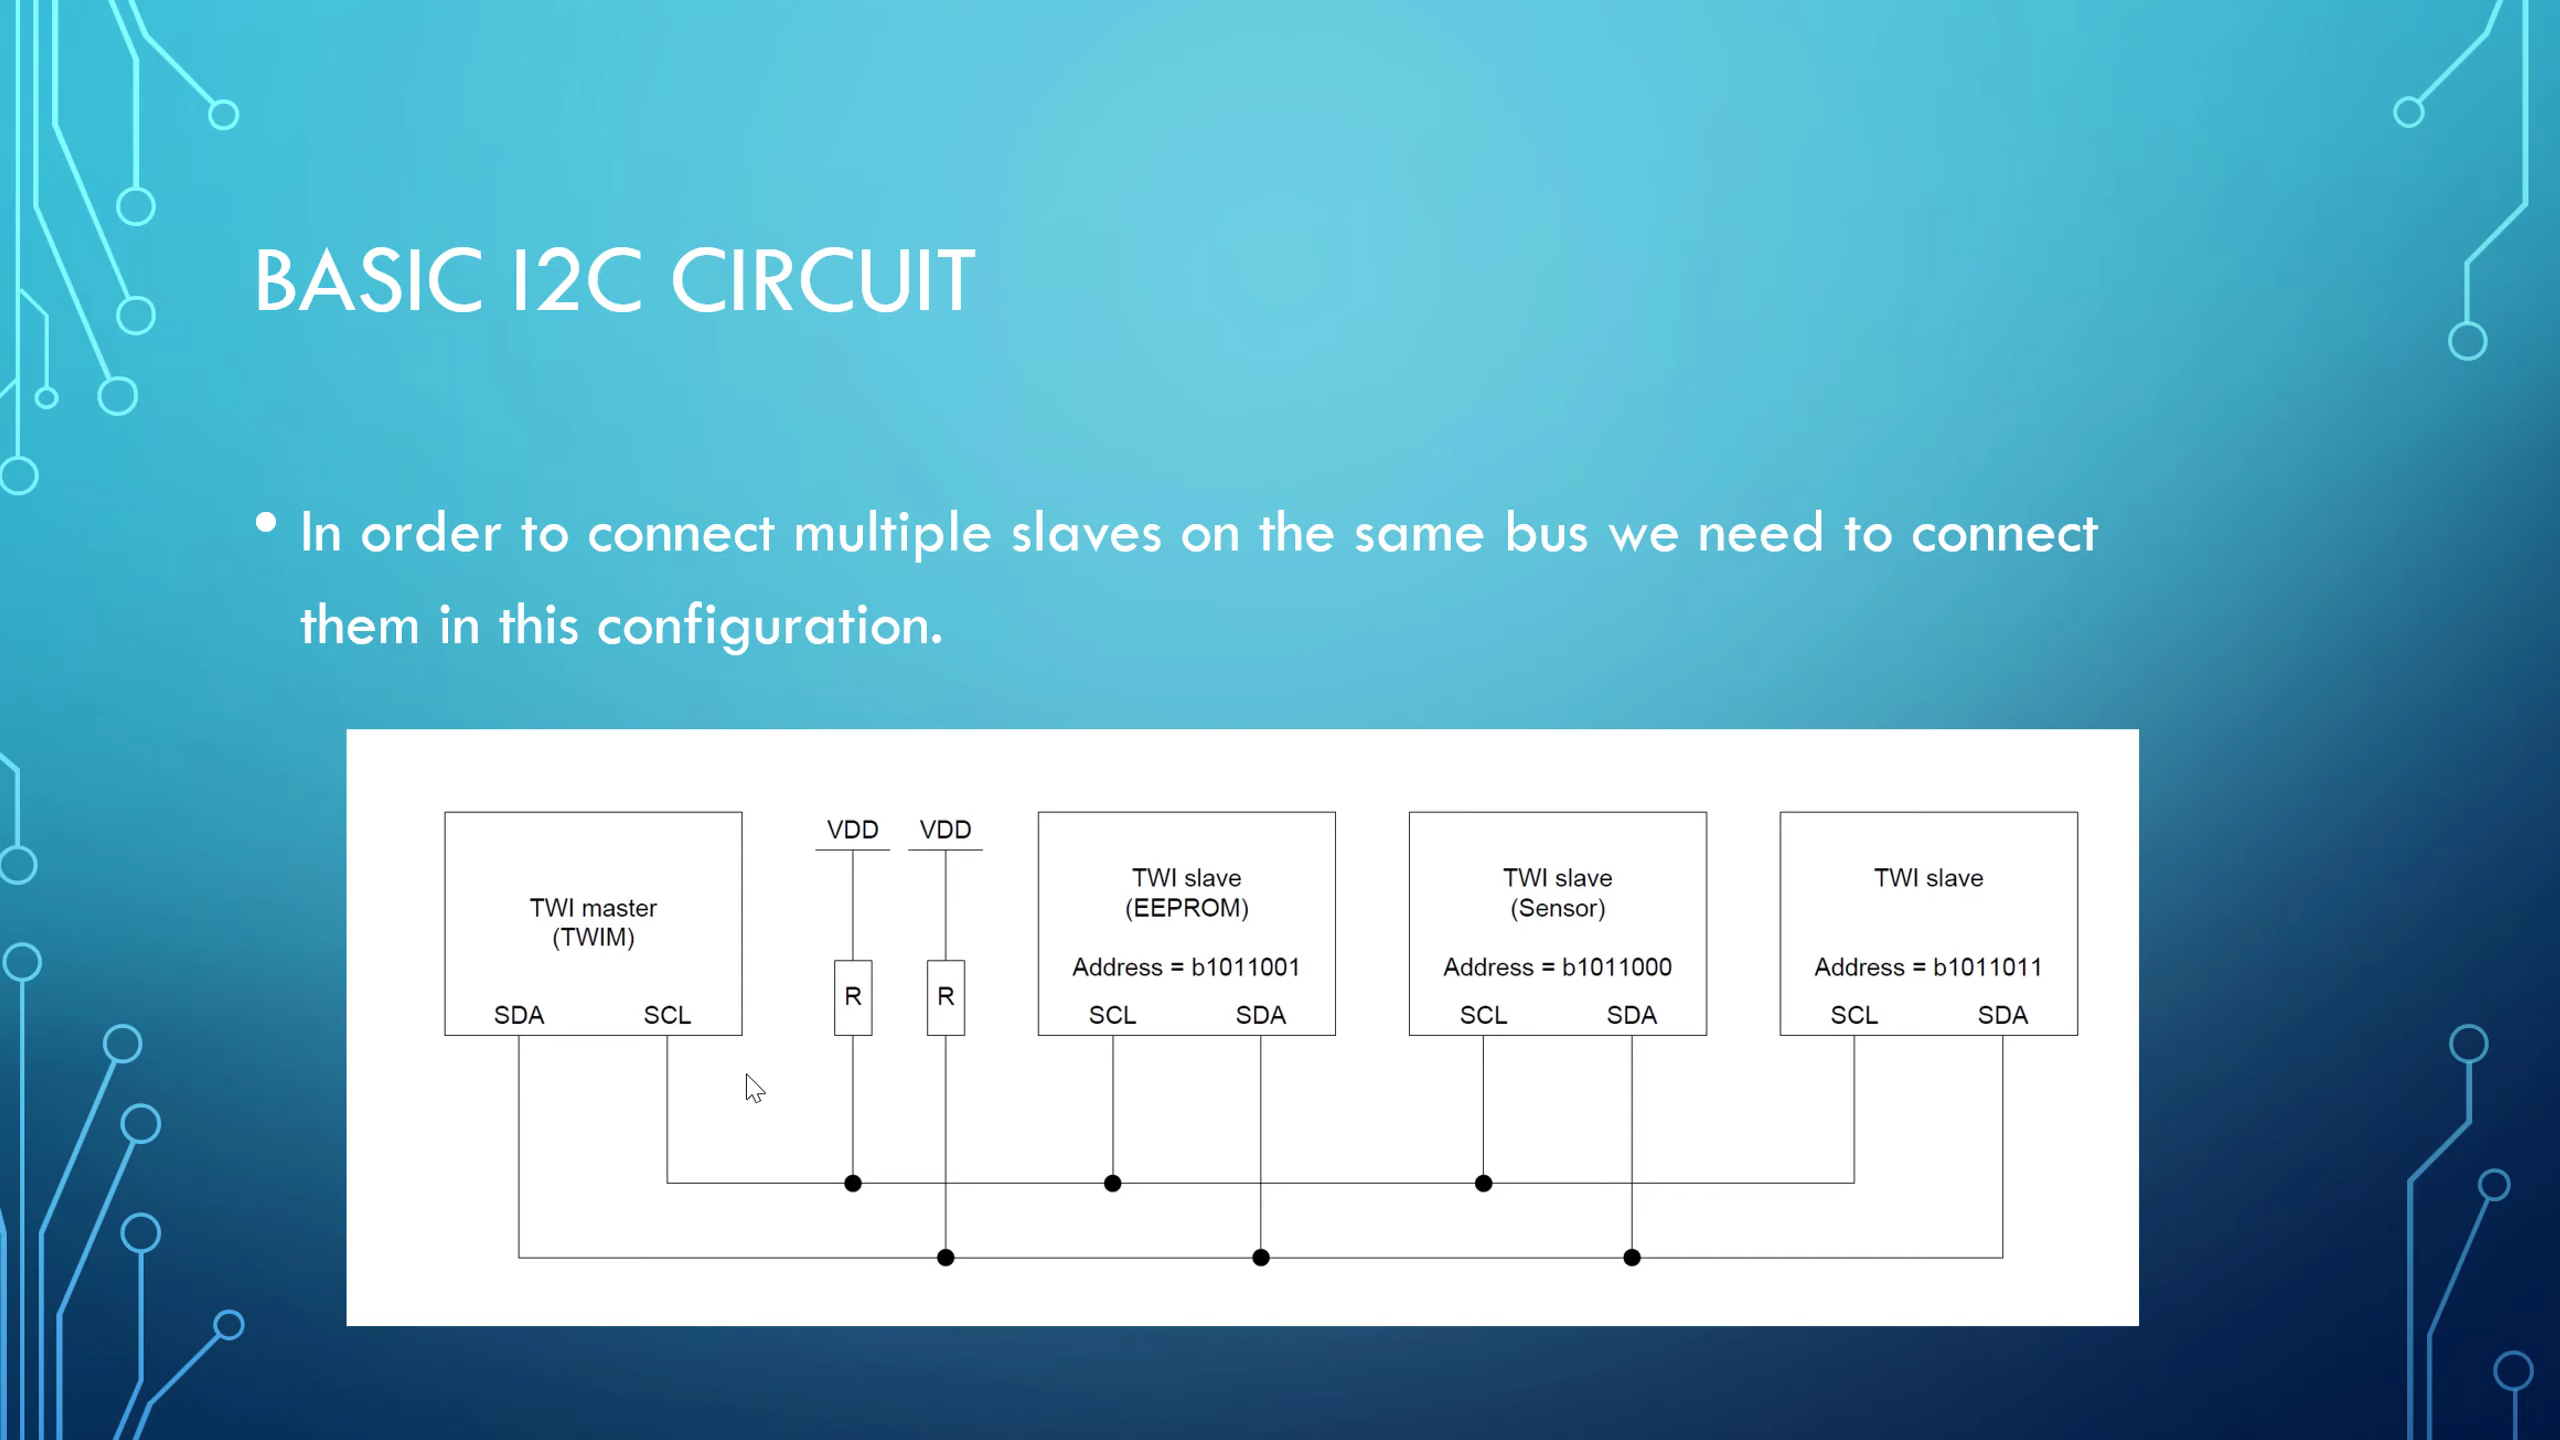 BASIC I2C CIRCUIT
• In order to connect multiple slaves on the same bus we need to connect
them in this configuration.
TWI master
(TWIM)
SDA SCL
VDD VDD
R R
TWI slave
(EEPROM)
Address = b1011001
SCL SDA
TWI slave
(Sensor)
Address = b1011000
SCL SDA
TWI slave
Address = b1011011
SCL SDA